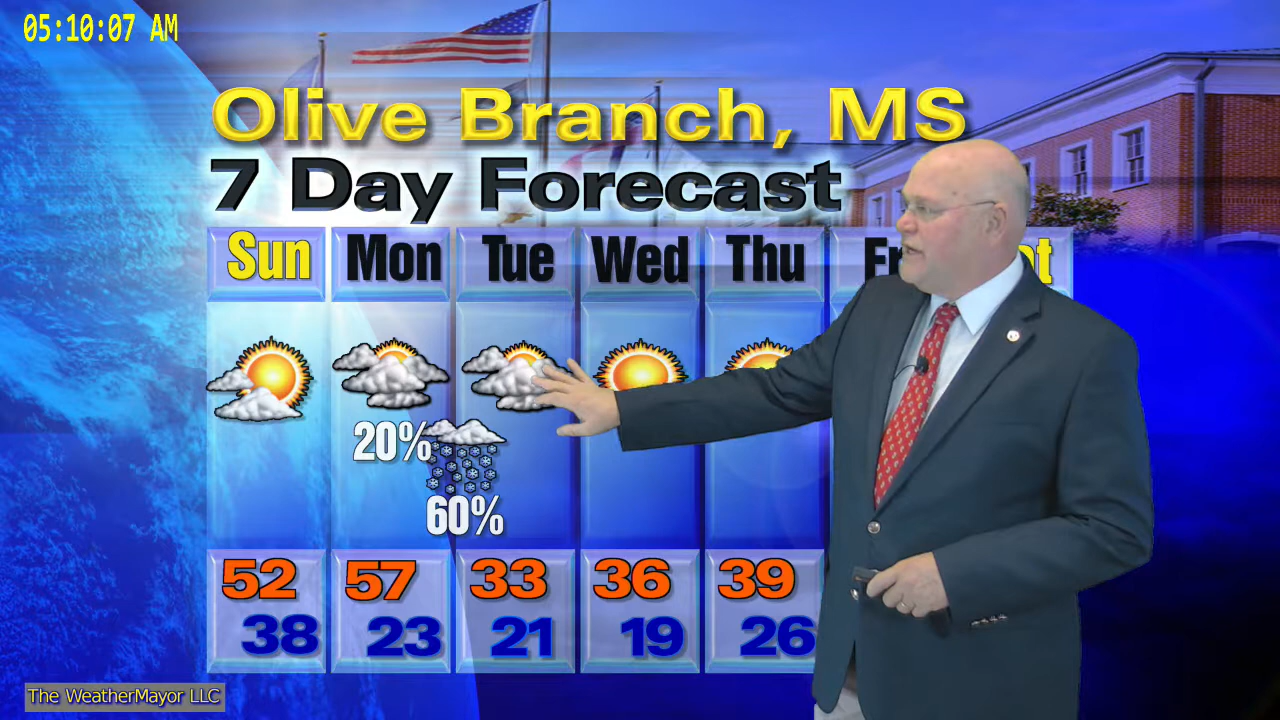 05:10:07 AM
Olive Branch, MS
7 Day Forecast
Sun Mon Tue Wed Thu
20%
60%
52 57 33 36 39
38 23 21 19 26
The WeatherMayor LLC